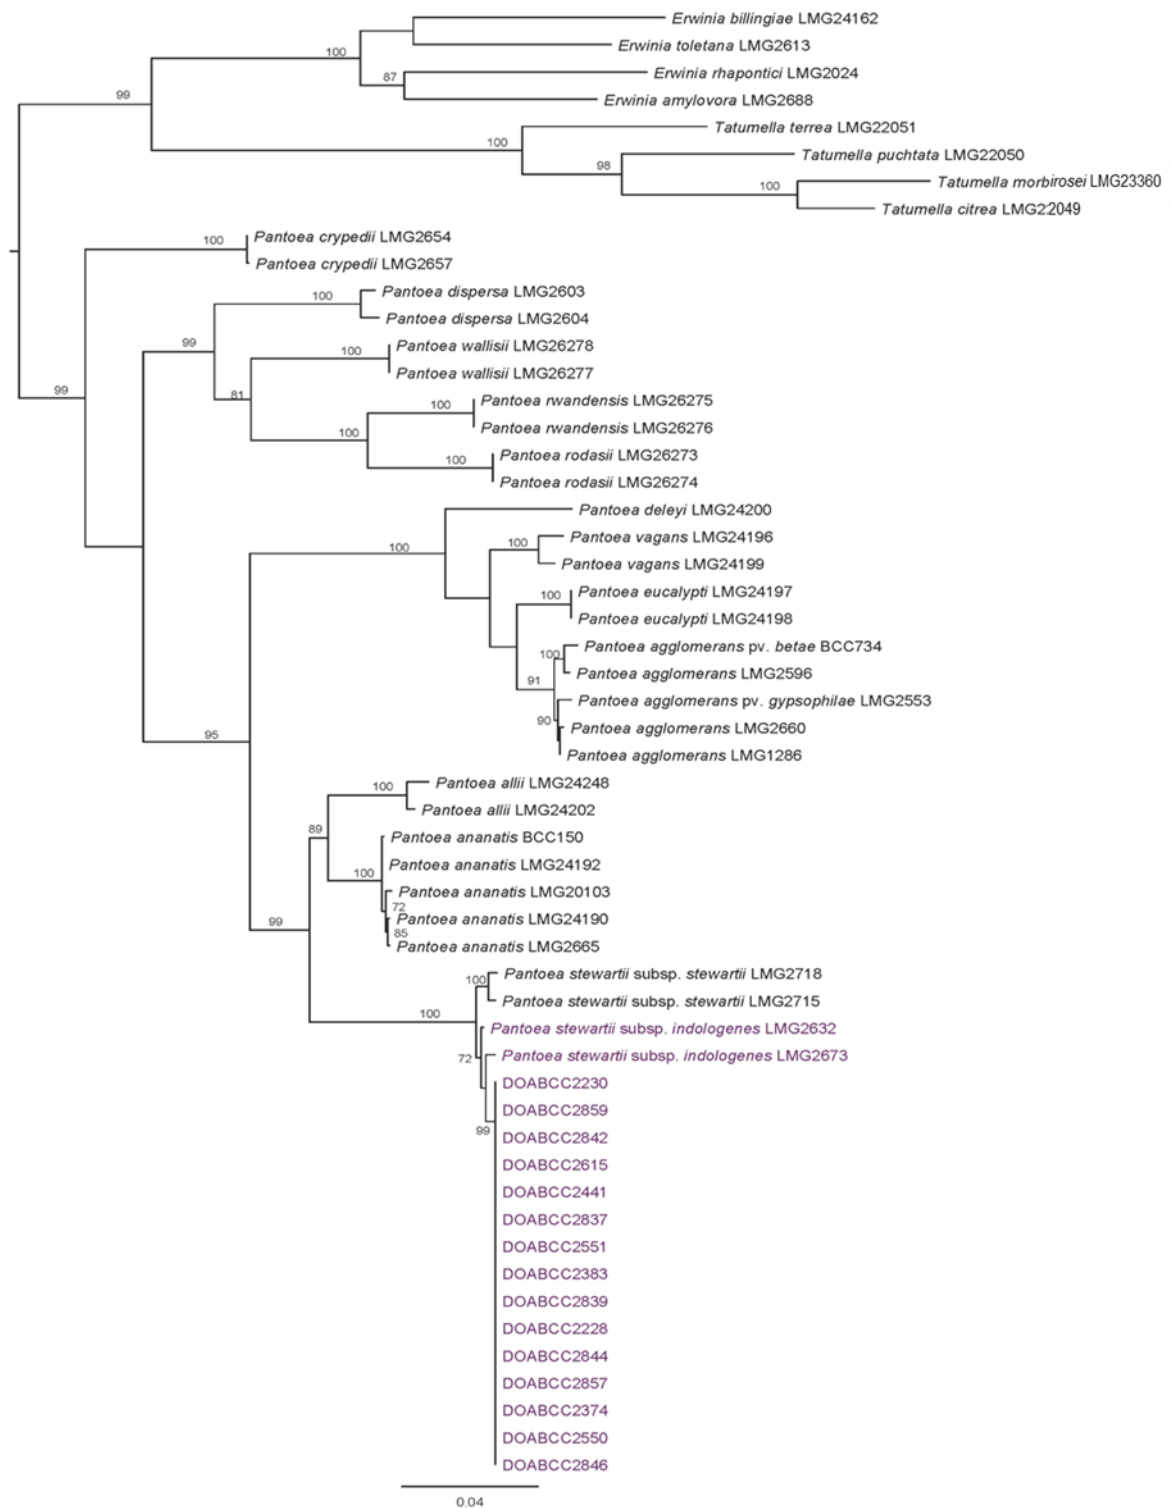 Erwinia billingiae LMG24162
Erwinia toletana LMG2613
100
Erwinia rhapontici LMG2024
87
Erwinia amylovora LMG2688
99
Tatumella terrea LMG22051
100
Tatumella puchtata LMG22050
98
Tatumella morbirosei LMG23360
100
Tatumella citrea LMG22049
Pantoea crypedii LMG2654
100
Pantoea crypedii LMG2657
Pantoea dispersa LMG2603
100
Pantoea dispersa LMG2604
99
Pantoea wallisii LMG26278
100
Pantoea wallisii LMG26277
99
81
Pantoea rwandensis LMG26275
100
Pantoea rwandensis LMG26276
100
Pantoea rodasii LMG26273
100
Pantoea rodasii LMG26274
Pantoea deleyi LMG24200
100
Pantoea vagans LMG24196
100
Pantoea vagans LMG24199
Pantoea eucalypti LMG24197
100
Pantoea eucalypti LMG24198
Pantoea agglomerans pv. betae BCC734
100
Pantoea agglomerans LMG2596
91
Pantoea agglomerans pv. gypsophilae LMG2553
90
Pantoea agglomerans LMG2660
95
Pantoea agglomerans LMG1286
Pantoea allii LMG24248
100
Pantoea allii LMG24202
89
Pantoea ananatis BCC150
Pantoea ananatis LMG24192
100
Pantoea ananatis LMG20103
72
Pantoea ananatis LMG24190
99
85
Pantoea ananatis LMG2665
Pantoea stewartii subsp. stewartii LMG2718
100
Pantoea stewartii subsp. stewartii LMG2715
100
Pantoea stewartii subsp. indologenes LMG2632
72
Pantoea stewartii subsp. indologenes LMG2673
DOABCC2230
DOABCC2859
99
DOABCC2842
DOABCC2615
DOABCC2441
DOABCC2837
DOABCC2551
DOABCC2383
DOABCC2839
DOABCC2228
DOABCC2844
DOABCC2857
DOABCC2374
DOABCC2550
DOABCC2846
0.04